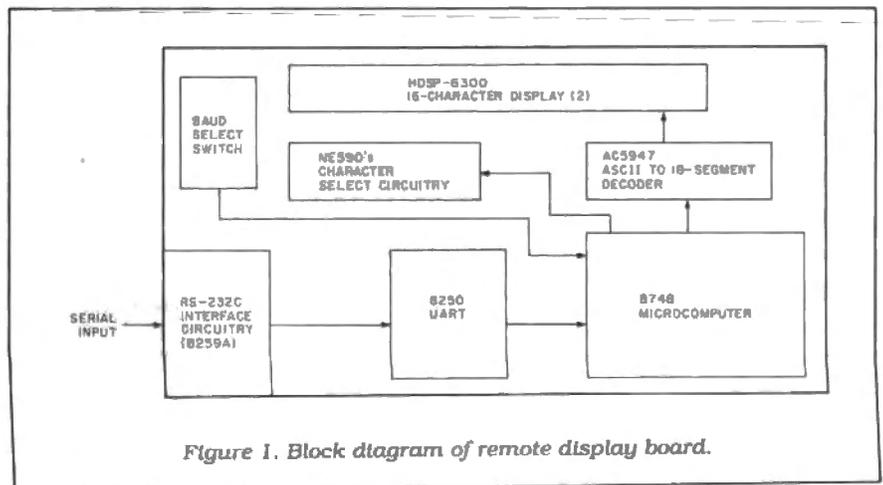 HDSP-6300
16-CHARACTER DISPLAY (2)
BAUD
SELECT
SWITCH
NE590's
CHARACTER
SELECT CIRCUITRY
AC5947
ASCII TO 18-SEGMENT
DECODER
SERIAL
INPUT
RS-232C
INTERFACE
CIRCUITRY
(8259A)
8250
UART
8748
MICROCOMPUTER
Figure 1. Block diagram of remote display board.